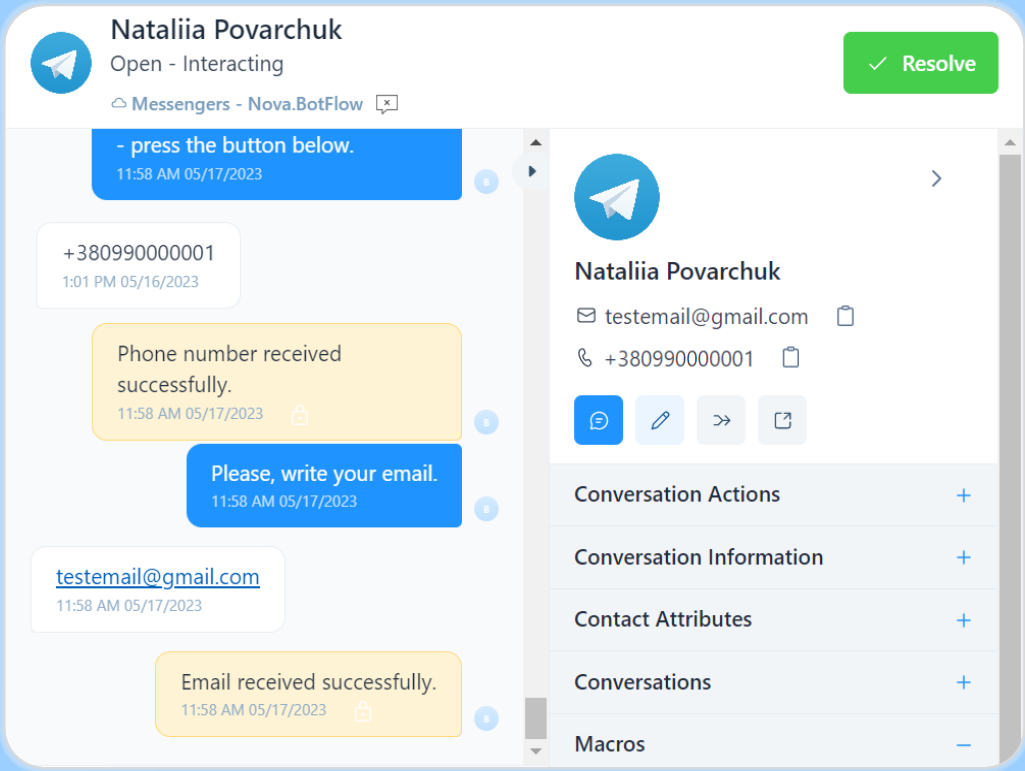 Nataliia Povarchuk
Open - Interacting
Messengers - Nova.BotFlow
Resolve
- press the button below.
11:58 AM 05/17/2023
+380990000001
1:01 PM 05/16/2023
Phone number received
successfully.
11:58 AM 05/17/2023
Please, write your email.
11:58 AM 05/17/2023
testemail@gmail.com
11:58 AM 05/17/2023
Email received successfully.
11:58 AM 05/17/2023
Nataliia Povarchuk
testemail@gmail.com
+380990000001
Conversation Actions
Conversation Information
Contact Attributes
Conversations
Macros